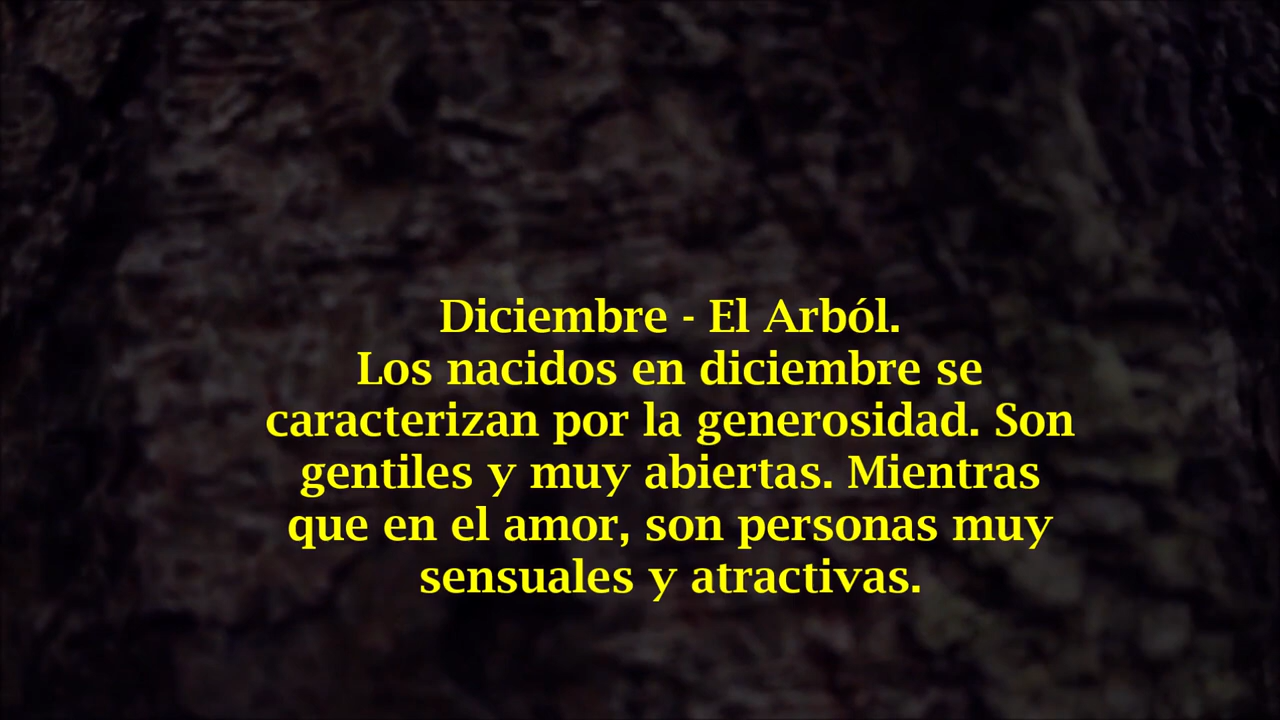 Diciembre - El Arból.
Los nacidos en diciembre se
caracterizan por la generosidad. Son
gentiles y muy abiertas. Mientras
que en el amor, son personas muy
sensuales y atractivas.